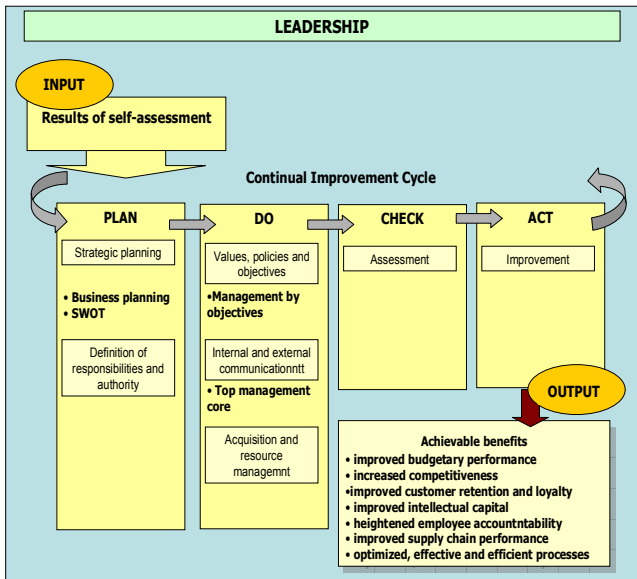 LEADERSHIP
INPUT
Results of self-assessment
Continual Improvement Cycle
PLAN
Strategic planning
• Business planning
• SWOT
Definition of
responsibilities and
authority
DO
Values, policies and
objectives
•Management by
objectives
Internal and external
communicationtt
• Top management
core
Acquisition and
resource managemnt
CHECK
Assessment
ACT
Improvement
OUTPUT
Achievable benefits
• improved budgetary performance
• increased competitiveness
•improved customer retention and loyalty
• improved intellectual capital
• heightened employee accountntability
• improved supply chain performance
• optimized, effective and efficient processes